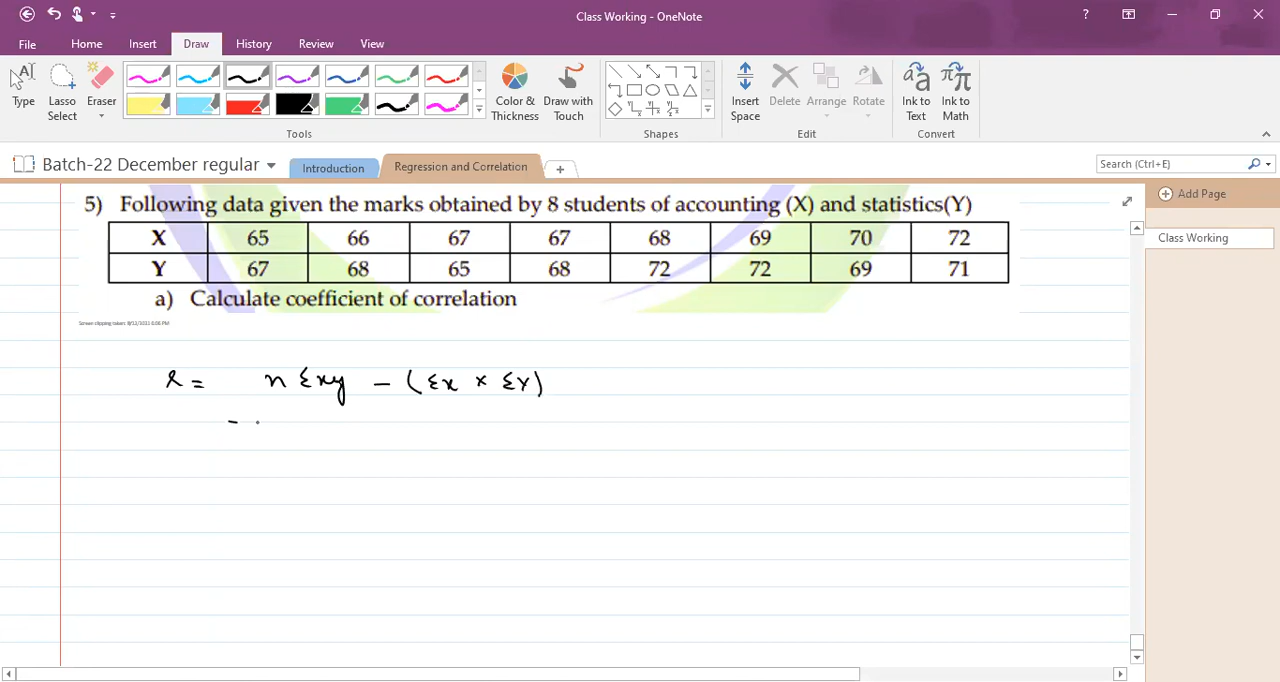 Class Working - OneNote
?
File Home Insert Draw History Review View
Type
Lasso Select
Eraser
Color & Thickness
Draw with Touch
Insert Space
Delete
Arrange
Rotate
Ink to Text
Ink to Math
Tools
Shapes
Edit
Convert
Batch-22 December regular
Introduction
Regression and Correlation
Search (Ctrl+E)
Add Page
Class Working
5) Following data given the marks obtained by 8 students of accounting (X) and statistics(Y)
X 65 66 67 67 68 69 70 72
Y 67 68 65 68 72 72 69 71
a) Calculate coefficient of correlation
r = n Σxy - (Σx × Σy)